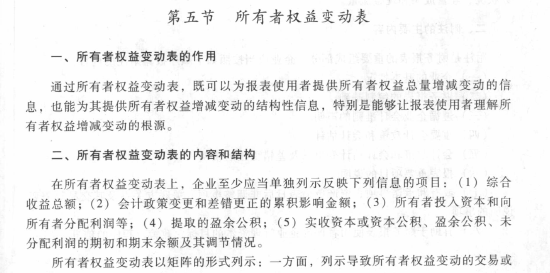 第五节 所有者权益变动表
一、所有者权益变动表的作用
通过所有者权益变动表，既可以为报表使用者提供所有者权益总量增减变动的信
息，也能为其提供所有者权益增减变动的结构性信息，特别是能够让报表使用者理解所
有者权益增减变动的根源。
二、所有者权益变动表的内容和结构
在所有者权益变动表上，企业至少应当单独列示反映下列信息的项目：（1）综合
收益总额；（2）会计政策变更和差错更正的累积影响金额；（3）所有者投入资本和向
所有者分配利润等；（4）提取的盈余公积；（5）实收资本或资本公积、盈余公积、未
分配利润的期初和期末余额及其调节情况。
所有者权益变动表以矩阵的形式列示：一方面，列示导致所有者权益变动的交易或